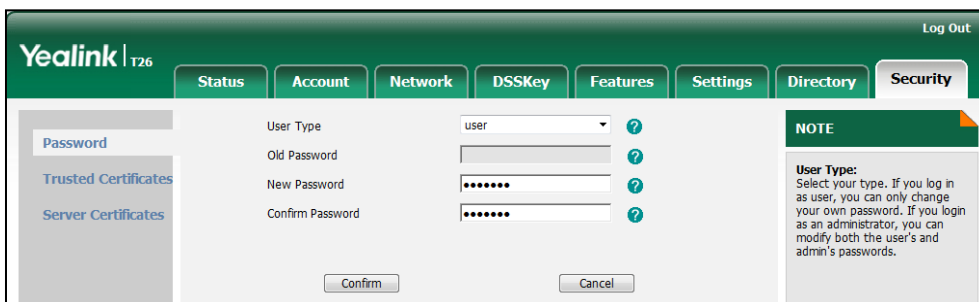 Log Out
Yealink | T26
Status Account Network DSSKey Features Settings Directory Security
Password
Trusted Certificates
Server Certificates
User Type user
Old Password
New Password •••••••
Confirm Password •••••••
Confirm Cancel
NOTE
User Type:
Select your type. If you log in
as user, you can only change
your own password. If you login
as an administrator, you can
modify both the user's and
admin's passwords.